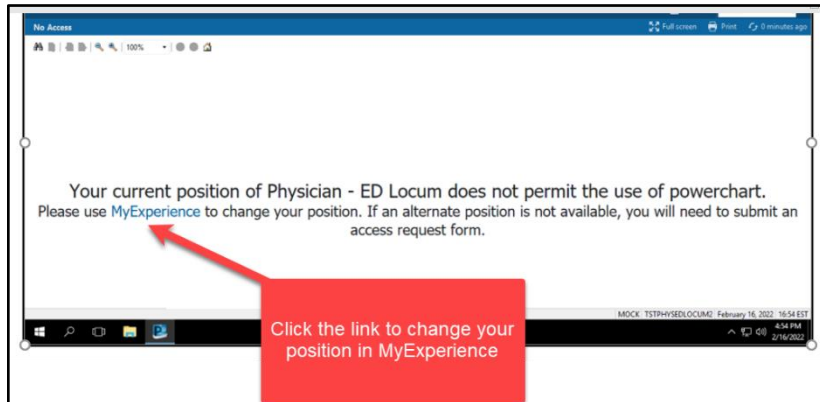 No Access
Full screen Print 0 minutes ago
100%
Your current position of Physician - ED Locum does not permit the use of powerchart.
Please use MyExperience to change your position. If an alternate position is not available, you will need to submit an
access request form.
Click the link to change your
position in MyExperience
MOCK TSTPHYSEDLOCUM2 February 16, 2022 16:54 EST
4:54 PM
2/16/2022